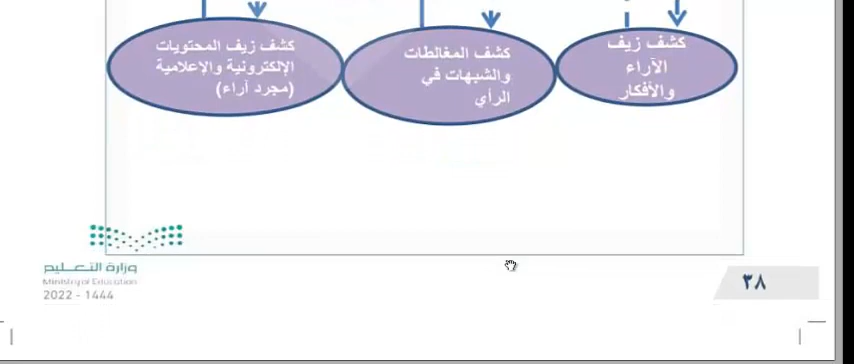 كشف زيف
الآراء
والأفكار
كشف المغالطات
والشبهات في
الرأي
كشف زيف المحتويات
الإلكترونية والإعلامية
(مجرد آراء)
وزارة التعليم
Ministry of Education
2022 - 1444
٣٨